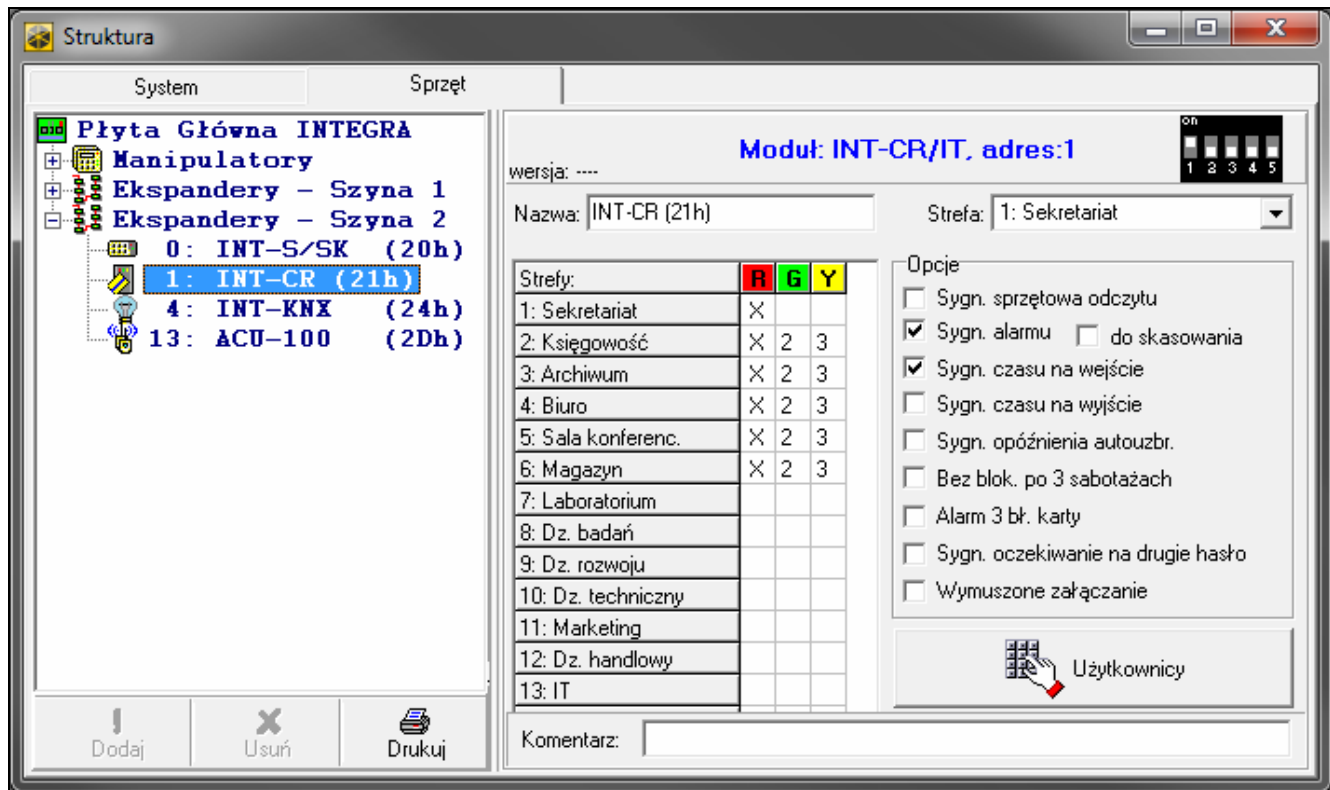 Struktura
System
Sprzęt
Płyta Główna INTEGRA
Manipulatory
Ekspandery – Szyna 1
Ekspandery – Szyna 2
0: INT-S/SK (20h)
1: INT-CR (21h)
4: INT-KNX (24h)
13: ACU-100 (2Dh)
Dodaj
Usuń
Drukuj
wersja: ----
Moduł: INT-CR/IT, adres:1
on
1 2 3 4 5
Nazwa: INT-CR (21h)
Strefa: 1: Sekretariat
Strefy: R G Y
1: Sekretariat X
2: Księgowość X 2 3
3: Archiwum X 2 3
4: Biuro X 2 3
5: Sala konferenc. X 2 3
6: Magazyn X 2 3
7: Laboratorium
8: Dz. badań
9: Dz. rozwoju
10: Dz. techniczny
11: Marketing
12: Dz. handlowy
13: IT
Opcje
Sygn. sprzętowa odczytu
Sygn. alarmu do skasowania
Sygn. czasu na wejście
Sygn. czasu na wyjście
Sygn. opóźnienia autouzbr.
Bez blok. po 3 sabotażach
Alarm 3 bł. karty
Sygn. oczekiwanie na drugie hasło
Wymuszone załączanie
Użytkownicy
Komentarz: